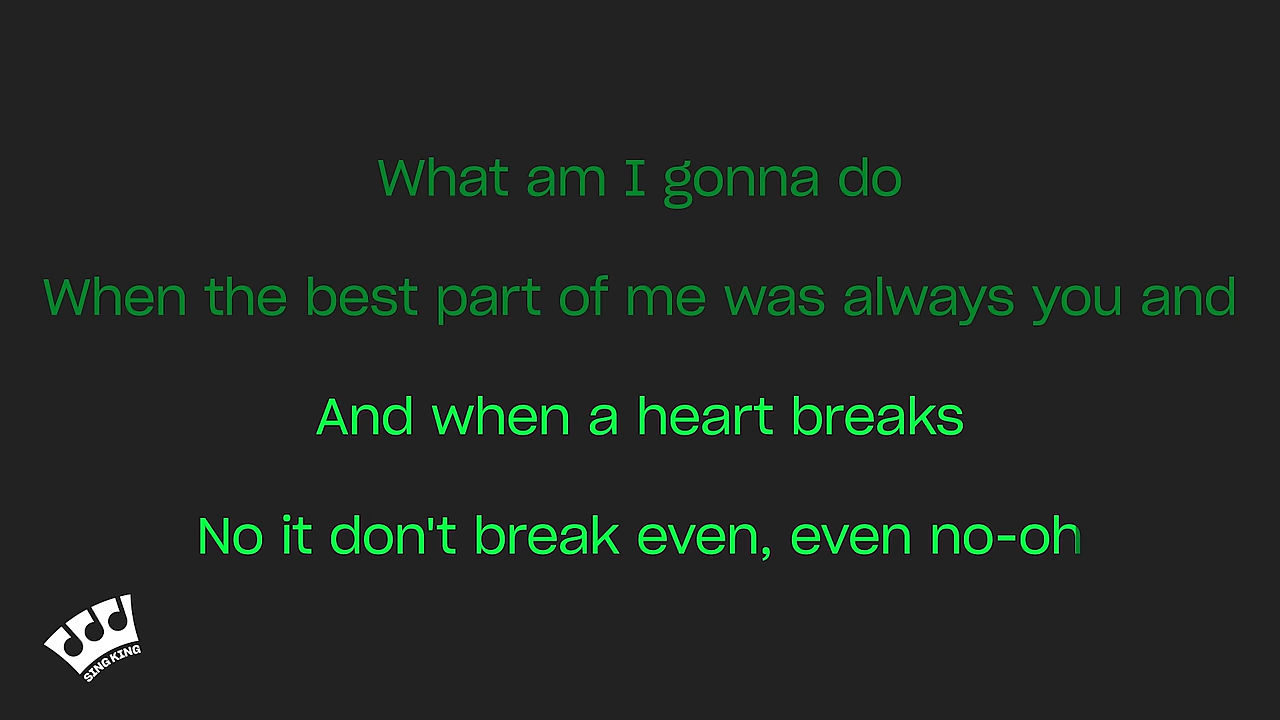 What am I gonna do
When the best part of me was always you and
And when a heart breaks
No it don't break even, even no-oh
SING KING